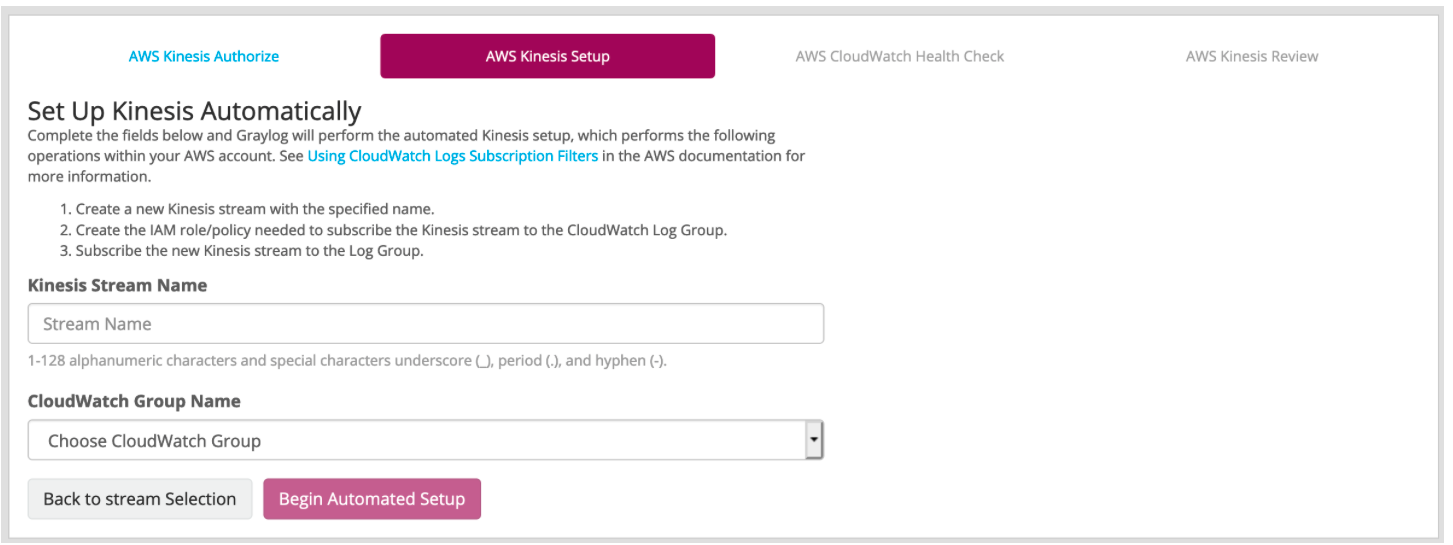 AWS Kinesis Authorize
AWS Kinesis Setup
AWS CloudWatch Health Check
AWS Kinesis Review
Set Up Kinesis Automatically
Complete the fields below and Graylog will perform the automated Kinesis setup, which performs the following
operations within your AWS account. See Using CloudWatch Logs Subscription Filters in the AWS documentation for
more information.
1. Create a new Kinesis stream with the specified name.
2. Create the IAM role/policy needed to subscribe the Kinesis stream to the CloudWatch Log Group.
3. Subscribe the new Kinesis stream to the Log Group.
Kinesis Stream Name
Stream Name
1-128 alphanumeric characters and special characters underscore (_), period (.), and hyphen (-).
CloudWatch Group Name
Choose CloudWatch Group
Back to stream Selection
Begin Automated Setup